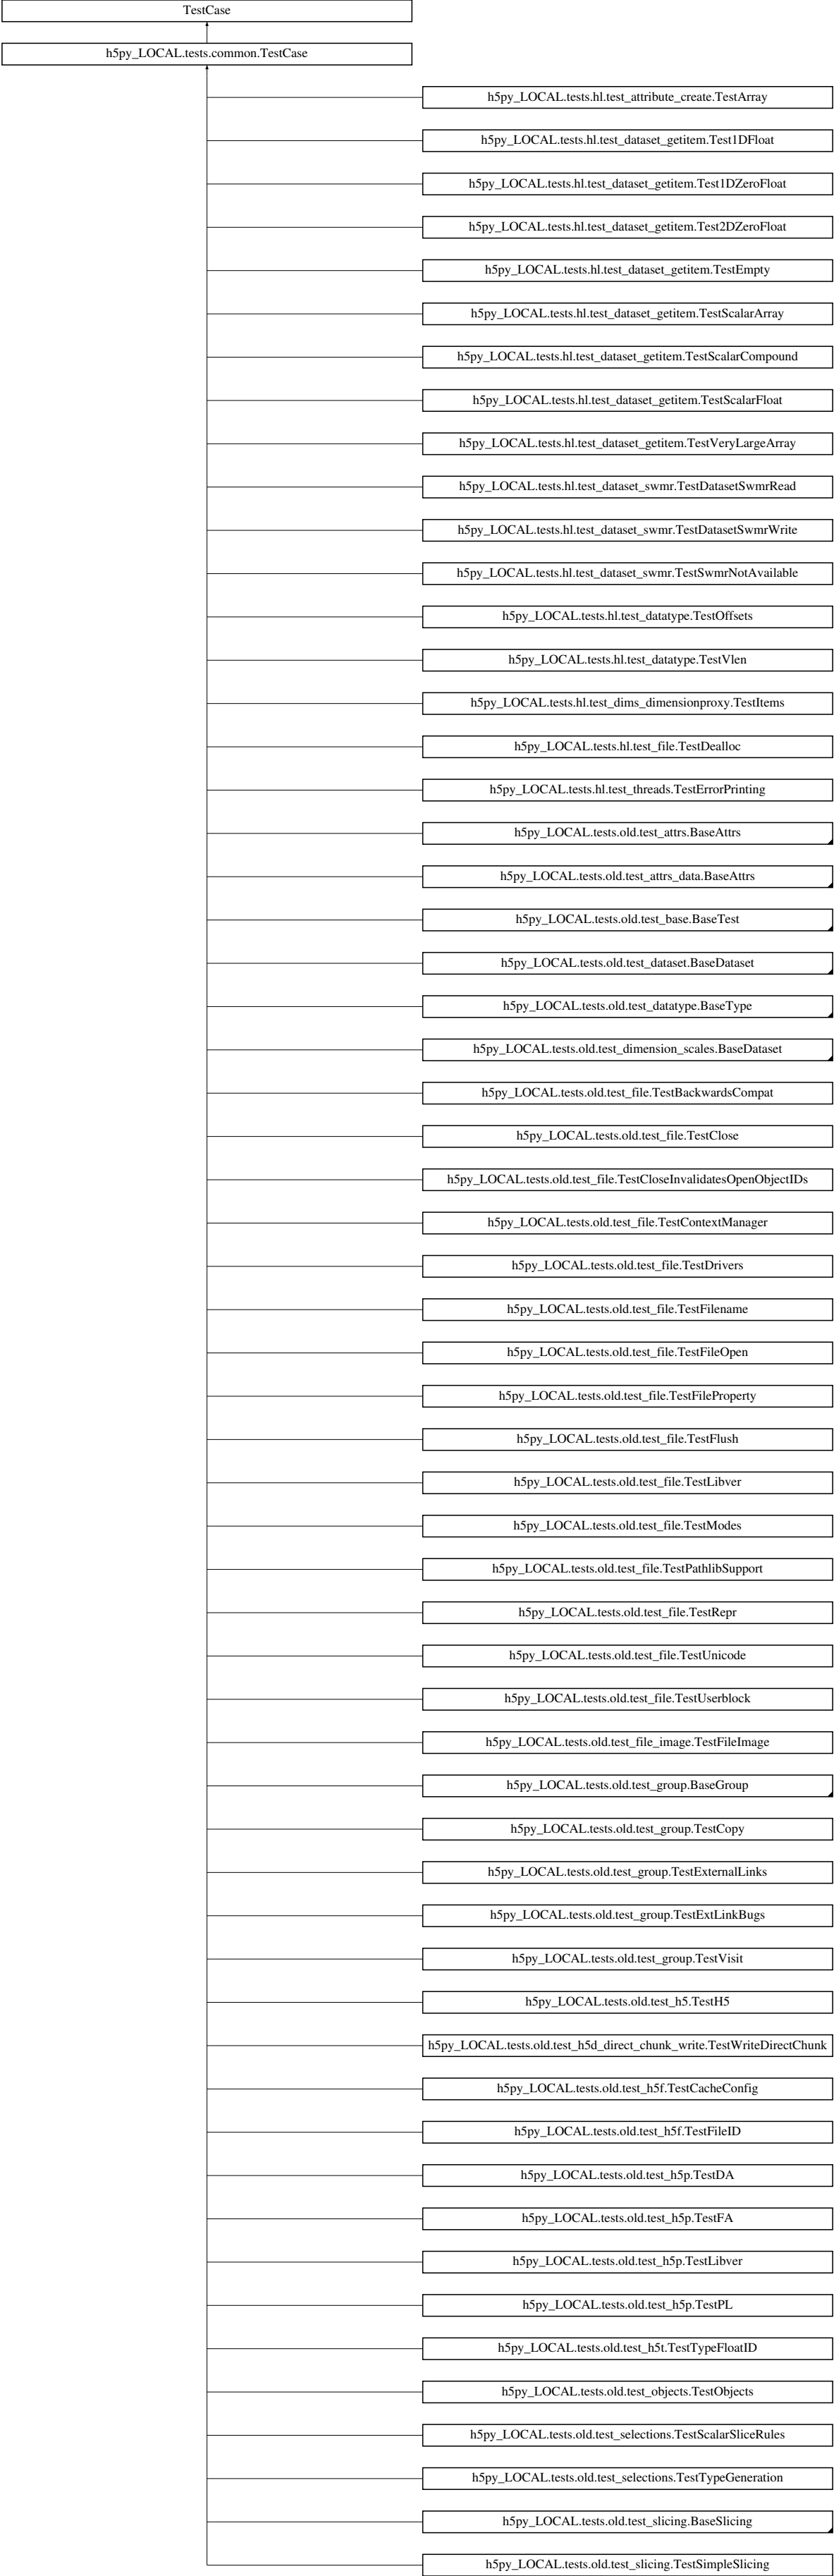 TestCase
h5py_LOCAL.tests.common.TestCase
h5py_LOCAL.tests.hl.test_attribute_create.TestArray
h5py_LOCAL.tests.hl.test_dataset_getitem.Test1DFloat
h5py_LOCAL.tests.hl.test_dataset_getitem.Test1DZeroFloat
h5py_LOCAL.tests.hl.test_dataset_getitem.Test2DZeroFloat
h5py_LOCAL.tests.hl.test_dataset_getitem.TestEmpty
h5py_LOCAL.tests.hl.test_dataset_getitem.TestScalarArray
h5py_LOCAL.tests.hl.test_dataset_getitem.TestScalarCompound
h5py_LOCAL.tests.hl.test_dataset_getitem.TestScalarFloat
h5py_LOCAL.tests.hl.test_dataset_getitem.TestVeryLargeArray
h5py_LOCAL.tests.hl.test_dataset_swmr.TestDatasetSwmrRead
h5py_LOCAL.tests.hl.test_dataset_swmr.TestDatasetSwmrWrite
h5py_LOCAL.tests.hl.test_dataset_swmr.TestSwmrNotAvailable
h5py_LOCAL.tests.hl.test_datatype.TestOffsets
h5py_LOCAL.tests.hl.test_datatype.TestVlen
h5py_LOCAL.tests.hl.test_dims_dimensionproxy.TestItems
h5py_LOCAL.tests.hl.test_file.TestDealloc
h5py_LOCAL.tests.hl.test_threads.TestErrorPrinting
h5py_LOCAL.tests.old.test_attrs.BaseAttrs
h5py_LOCAL.tests.old.test_attrs_data.BaseAttrs
h5py_LOCAL.tests.old.test_base.BaseTest
h5py_LOCAL.tests.old.test_dataset.BaseDataset
h5py_LOCAL.tests.old.test_datatype.BaseType
h5py_LOCAL.tests.old.test_dimension_scales.BaseDataset
h5py_LOCAL.tests.old.test_file.TestBackwardsCompat
h5py_LOCAL.tests.old.test_file.TestClose
h5py_LOCAL.tests.old.test_file.TestCloseInvalidatesOpenObjectIDs
h5py_LOCAL.tests.old.test_file.TestContextManager
h5py_LOCAL.tests.old.test_file.TestDrivers
h5py_LOCAL.tests.old.test_file.TestFilename
h5py_LOCAL.tests.old.test_file.TestFileOpen
h5py_LOCAL.tests.old.test_file.TestFileProperty
h5py_LOCAL.tests.old.test_file.TestFlush
h5py_LOCAL.tests.old.test_file.TestLibver
h5py_LOCAL.tests.old.test_file.TestModes
h5py_LOCAL.tests.old.test_file.TestPathlibSupport
h5py_LOCAL.tests.old.test_file.TestRepr
h5py_LOCAL.tests.old.test_file.TestUnicode
h5py_LOCAL.tests.old.test_file.TestUserblock
h5py_LOCAL.tests.old.test_file_image.TestFileImage
h5py_LOCAL.tests.old.test_group.BaseGroup
h5py_LOCAL.tests.old.test_group.TestCopy
h5py_LOCAL.tests.old.test_group.TestExternalLinks
h5py_LOCAL.tests.old.test_group.TestExtLinkBugs
h5py_LOCAL.tests.old.test_group.TestVisit
h5py_LOCAL.tests.old.test_h5.TestH5
h5py_LOCAL.tests.old.test_h5d_direct_chunk_write.TestWriteDirectChunk
h5py_LOCAL.tests.old.test_h5f.TestCacheConfig
h5py_LOCAL.tests.old.test_h5f.TestFileID
h5py_LOCAL.tests.old.test_h5p.TestDA
h5py_LOCAL.tests.old.test_h5p.TestFA
h5py_LOCAL.tests.old.test_h5p.TestLibver
h5py_LOCAL.tests.old.test_h5p.TestPL
h5py_LOCAL.tests.old.test_h5t.TestTypeFloatID
h5py_LOCAL.tests.old.test_objects.TestObjects
h5py_LOCAL.tests.old.test_selections.TestScalarSliceRules
h5py_LOCAL.tests.old.test_selections.TestTypeGeneration
h5py_LOCAL.tests.old.test_slicing.BaseSlicing
h5py_LOCAL.tests.old.test_slicing.TestSimpleSlicing